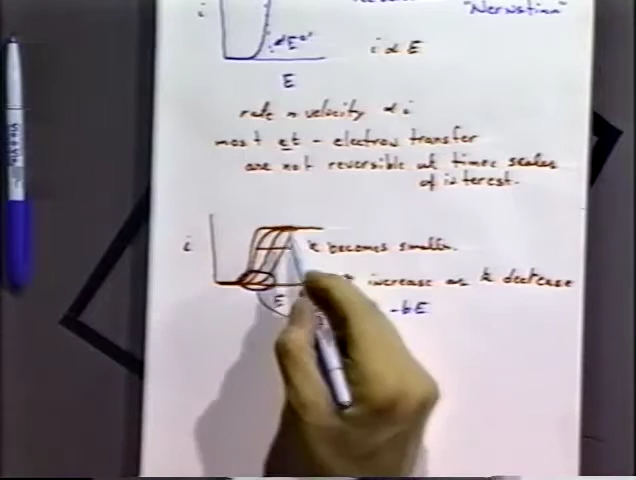 i "Nernstian"
E°' i α E
E
rate n velocity α i
most et - electron transfer
are not reversible at time scales
of interest.
i k becomes smaller.
E increase as k decrease
-bE